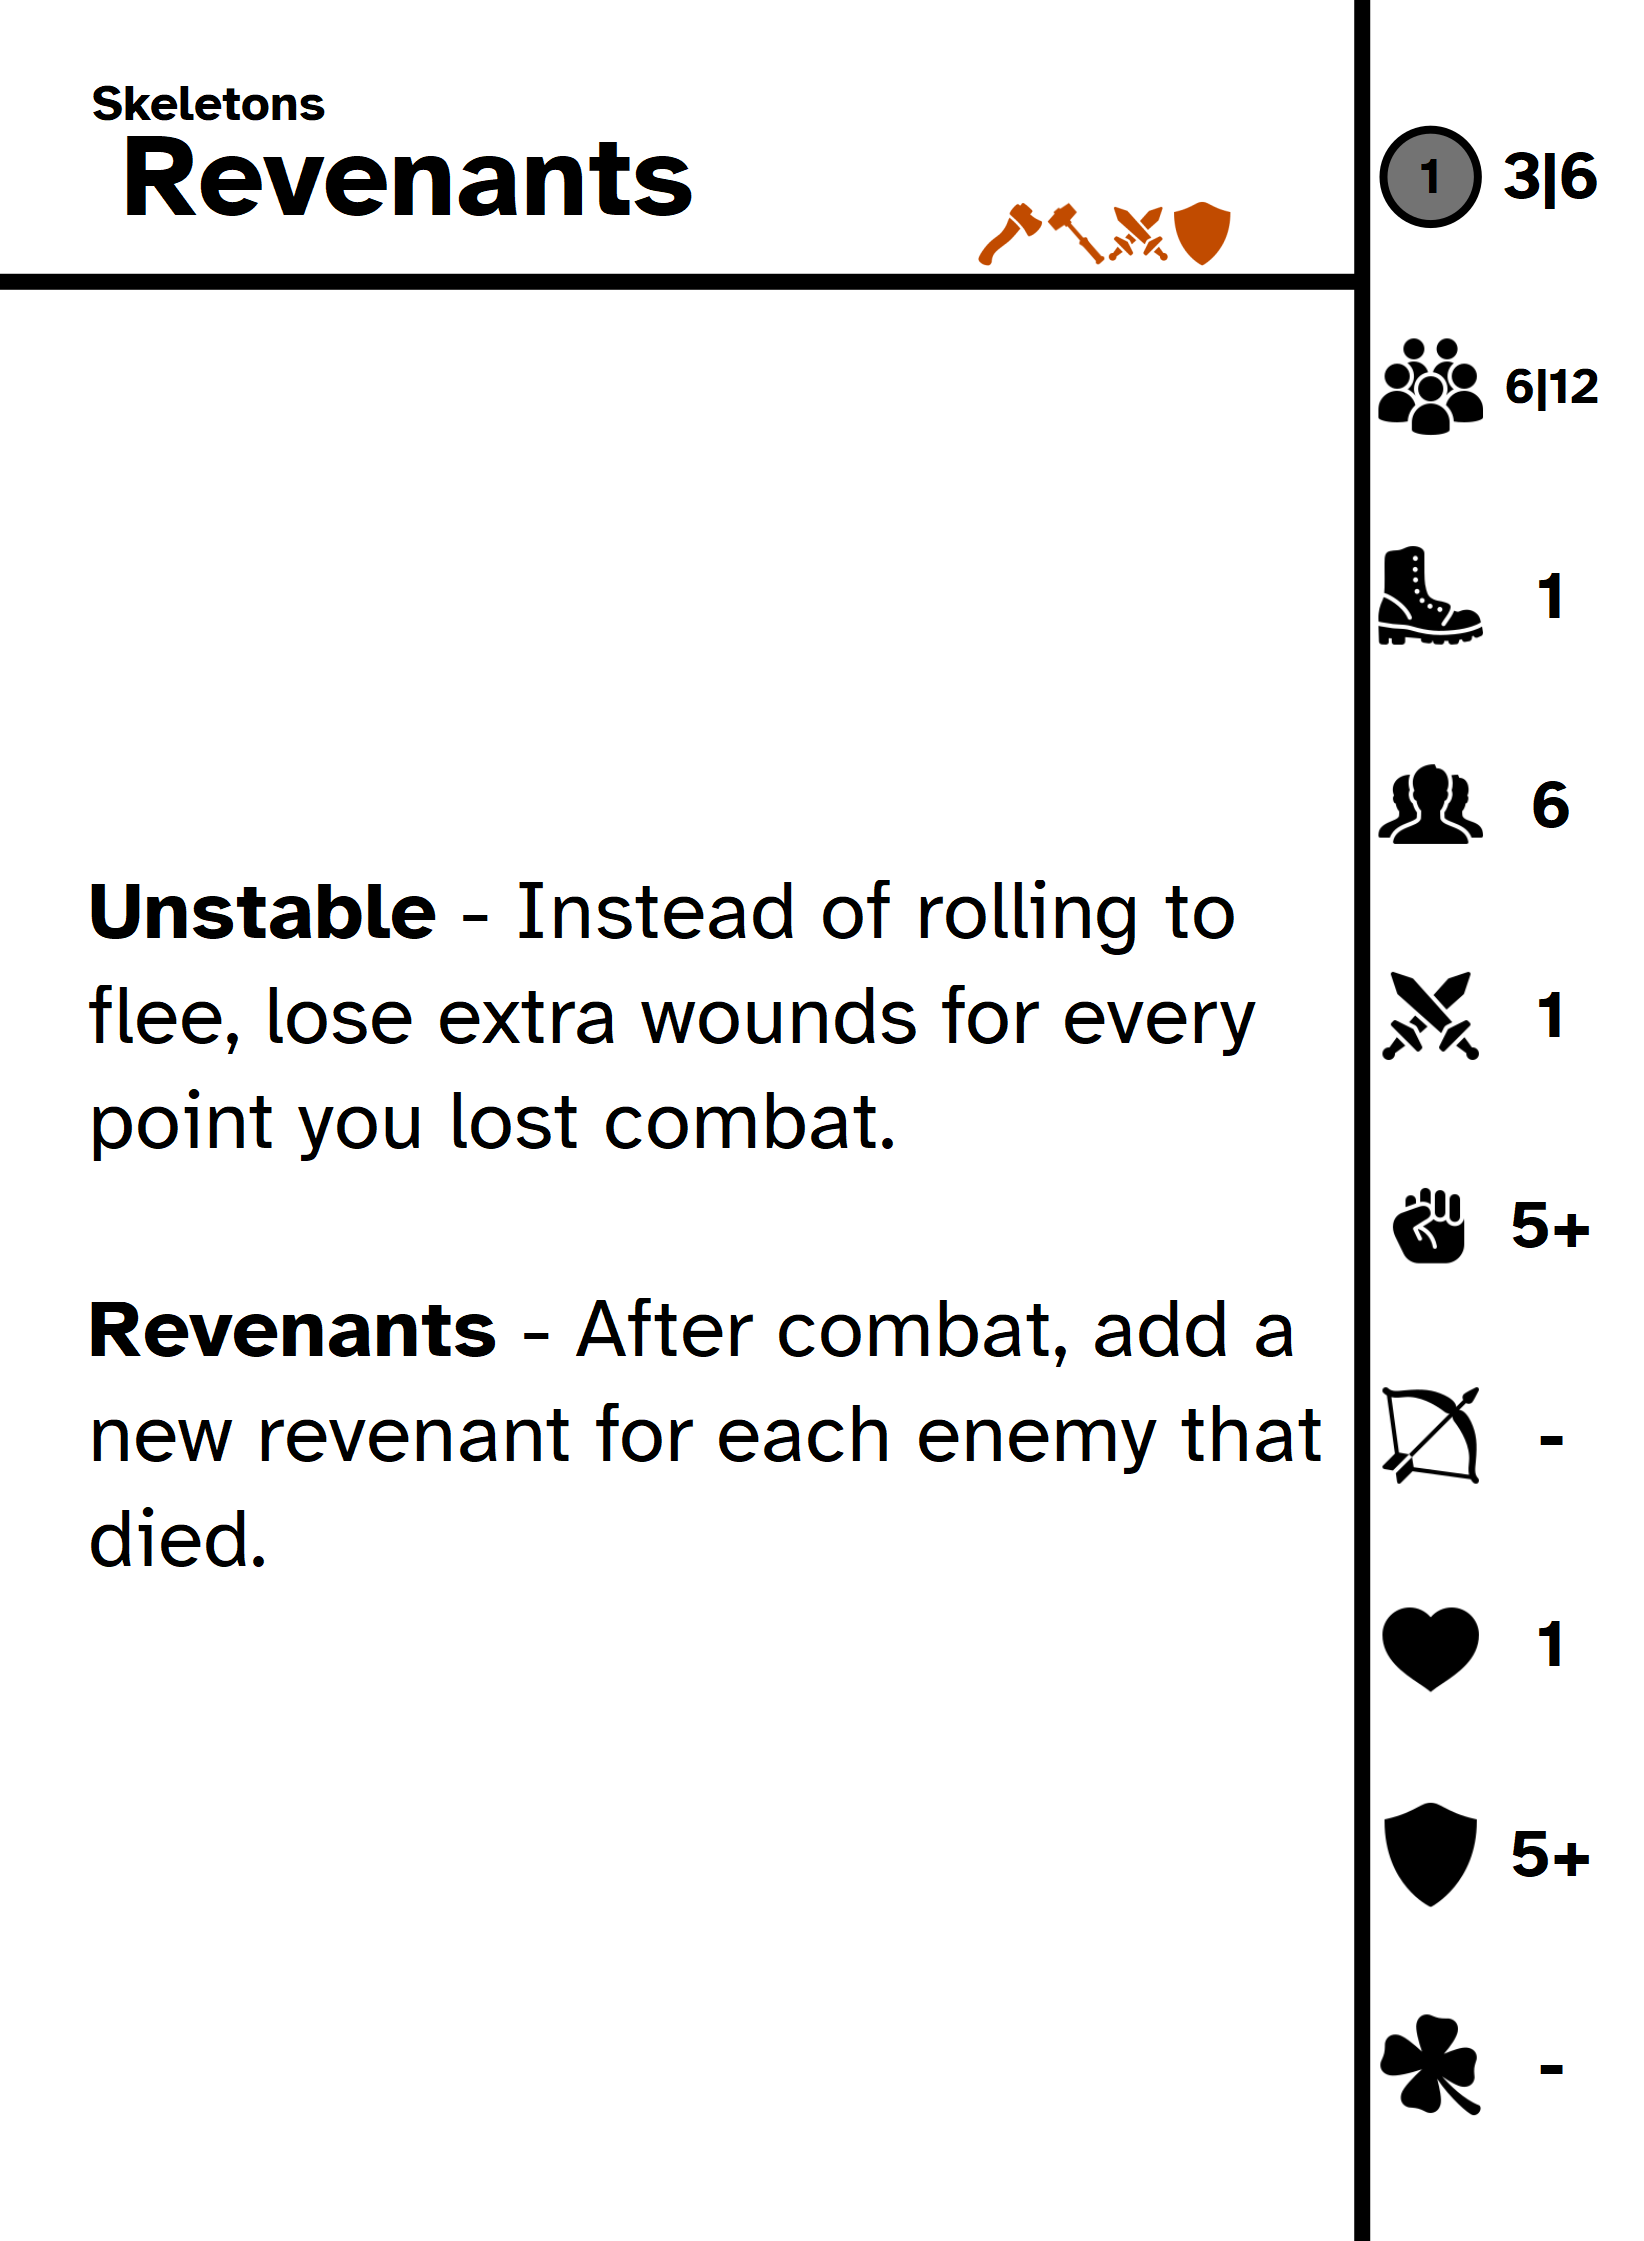 Skeletons
Revenants
1 3|6
6|12
1
6
1
5+
-
1
5+
-
Unstable - Instead of rolling to
flee, lose extra wounds for every
point you lost combat.
Revenants - After combat, add a
new revenant for each enemy that
died.